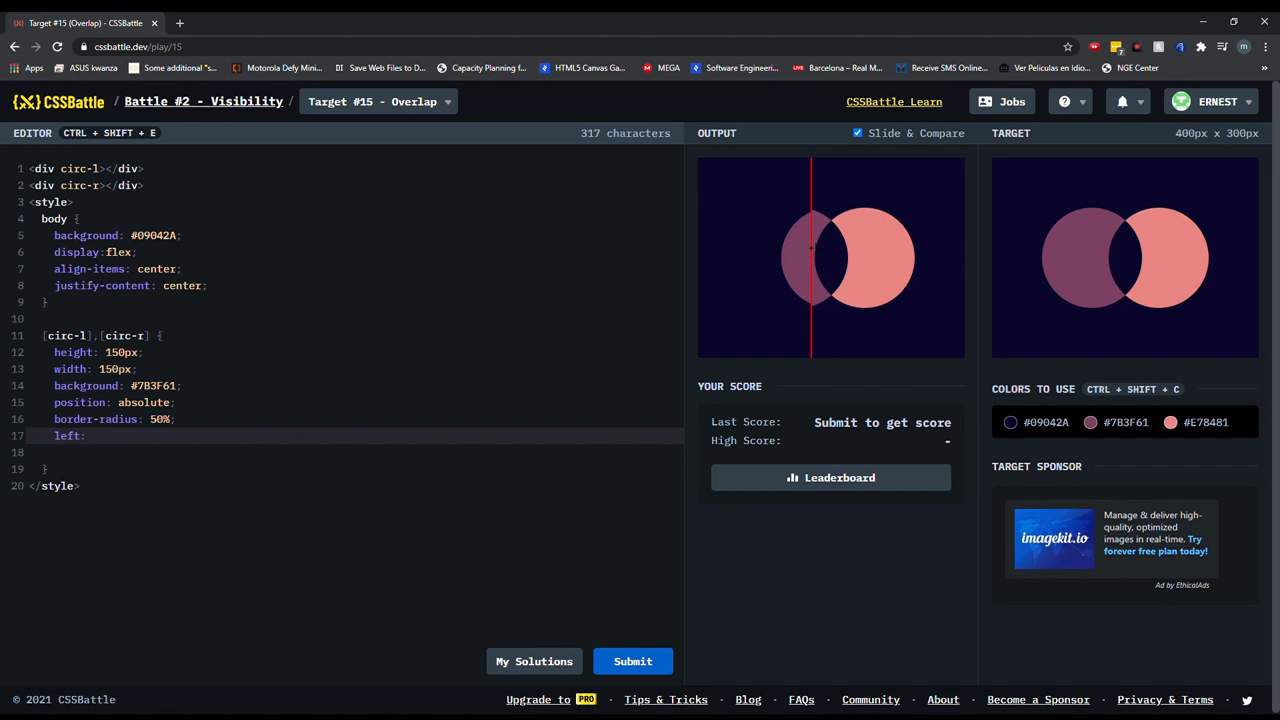 Target #15 (Overlap) - CSSBattle
cssbattle.dev/play/15
7
m
Apps
ASUS kwanza
Some additional "s...
Motorola Defy Mini...
DI Save Web Files to D...
Capacity Planning f...
HTML5 Canvas Ga...
MEGA
Software Engineeri...
LIVE Barcelona – Real M...
Receive SMS Online...
Ver Peliculas en Idio...
NGE Center
»
{X} CSSBattle / Battle #2 - Visibility / Target #15 - Overlap
CSSBattle Learn
Jobs
ERNEST
EDITOR CTRL + SHIFT + E
317 characters
OUTPUT
Slide & Compare
TARGET
400px x 300px
1 <div circ-l></div>
2 <div circ-r></div>
3 <style>
4 body {
5 background: #09042A;
6 display:flex;
7 align-items: center;
8 justify-content: center;
9 }
10
11 [circ-l],[circ-r] {
12 height: 150px;
13 width: 150px;
14 background: #7B3F61;
15 position: absolute;
16 border-radius: 50%;
17 left:
18
19 }
20 </style>
YOUR SCORE
Last Score: Submit to get score
High Score: -
Leaderboard
COLORS TO USE CTRL + SHIFT + C
#09042A #7B3F61 #E78481
TARGET SPONSOR
imagekit.io
Manage & deliver high-
quality, optimized
images in real-time. Try
forever free plan today!
Ad by EthicalAds
My Solutions
Submit
© 2021 CSSBattle
Upgrade to PRO · Tips & Tricks · Blog · FAQs · Community · About · Become a Sponsor · Privacy & Terms ·